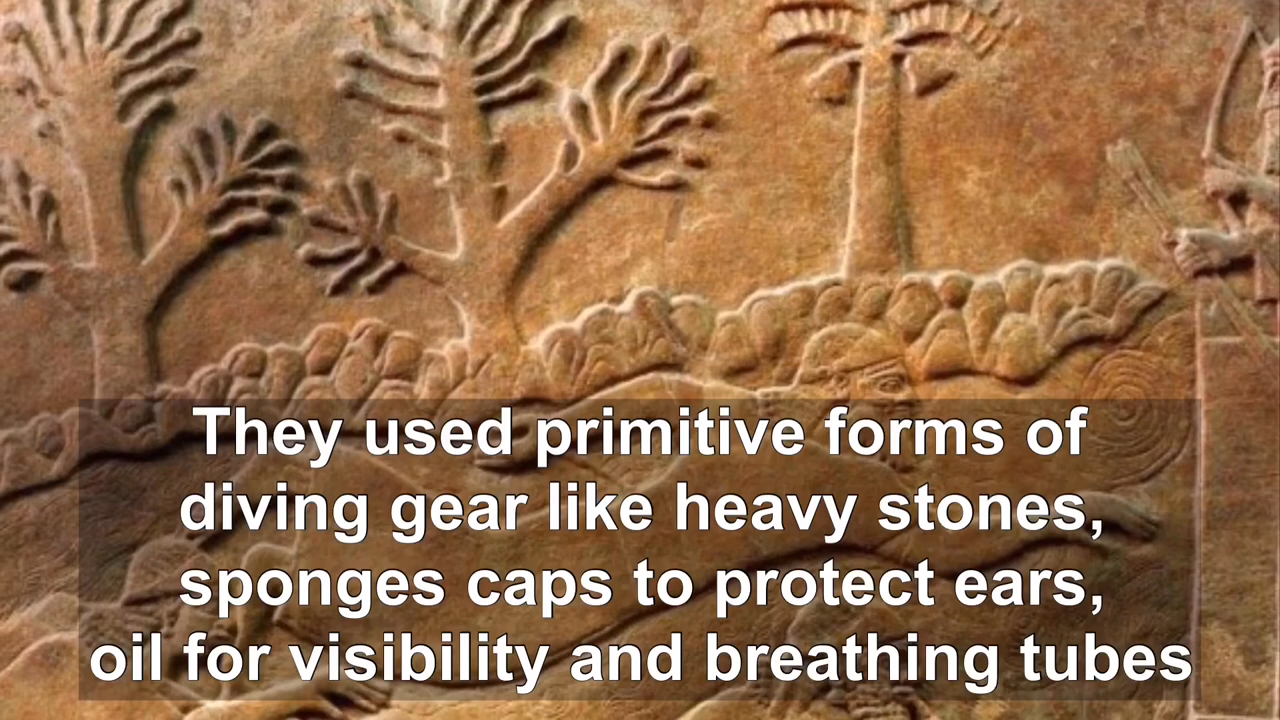 They used primitive forms of
diving gear like heavy stones,
sponges caps to protect ears,
oil for visibility and breathing tubes